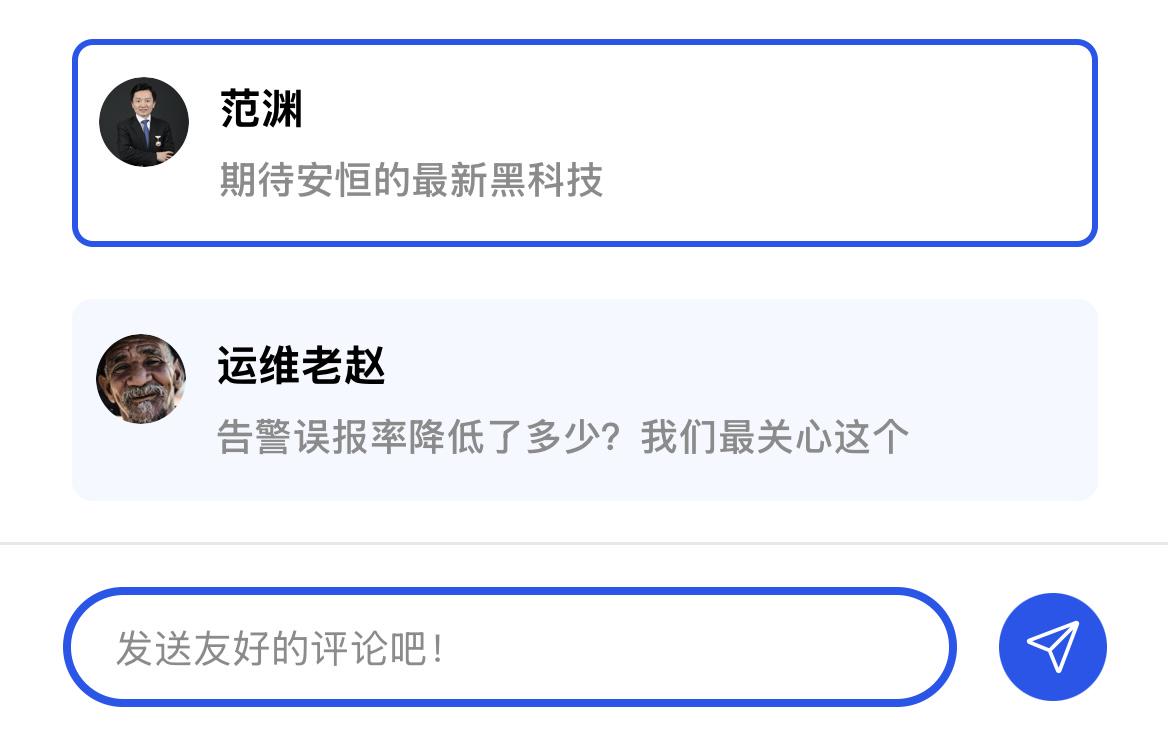 范渊
期待安恒的最新黑科技
运维老赵
告警误报率降低了多少？我们最关心这个
发送友好的评论吧！